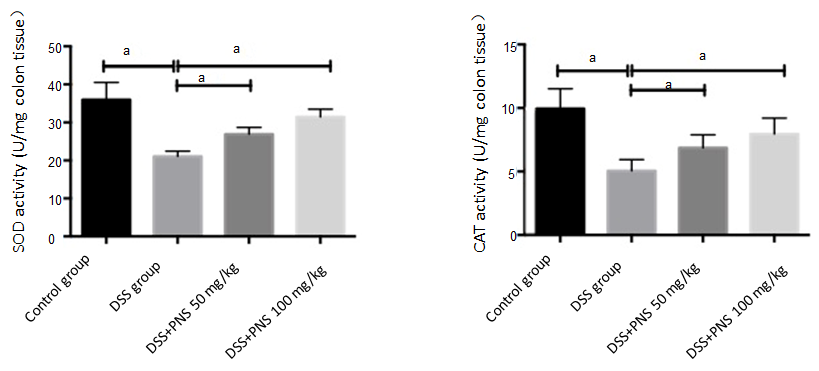 SOD activity (U/mg colon tissue)
50
40
30
20
10
0
a
a
a
Control group
DSS group
DSS+PNS 50 mg/kg
DSS+PNS 100 mg/kg
CAT activity (U/mg colon tissue)
15
10
5
0
a
a
a
Control group
DSS group
DSS+PNS 50 mg/kg
DSS+PNS 100 mg/kg